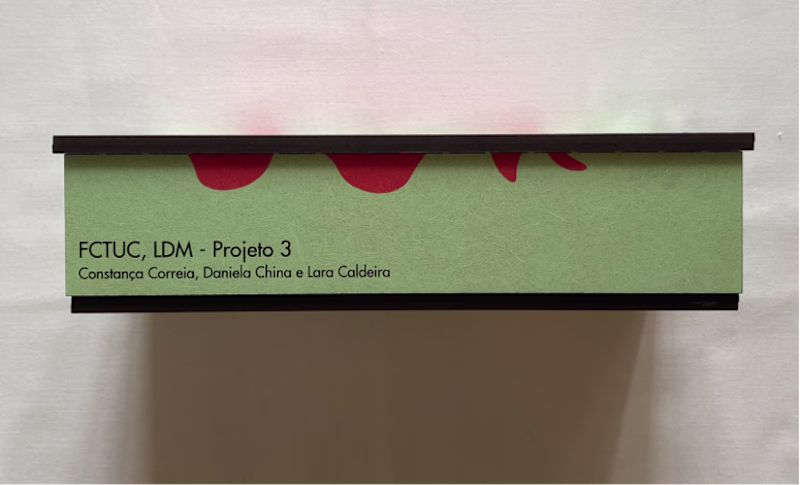 FCTUC, LDM - Projeto 3
Constança Correia, Daniela China e Lara Caldeira